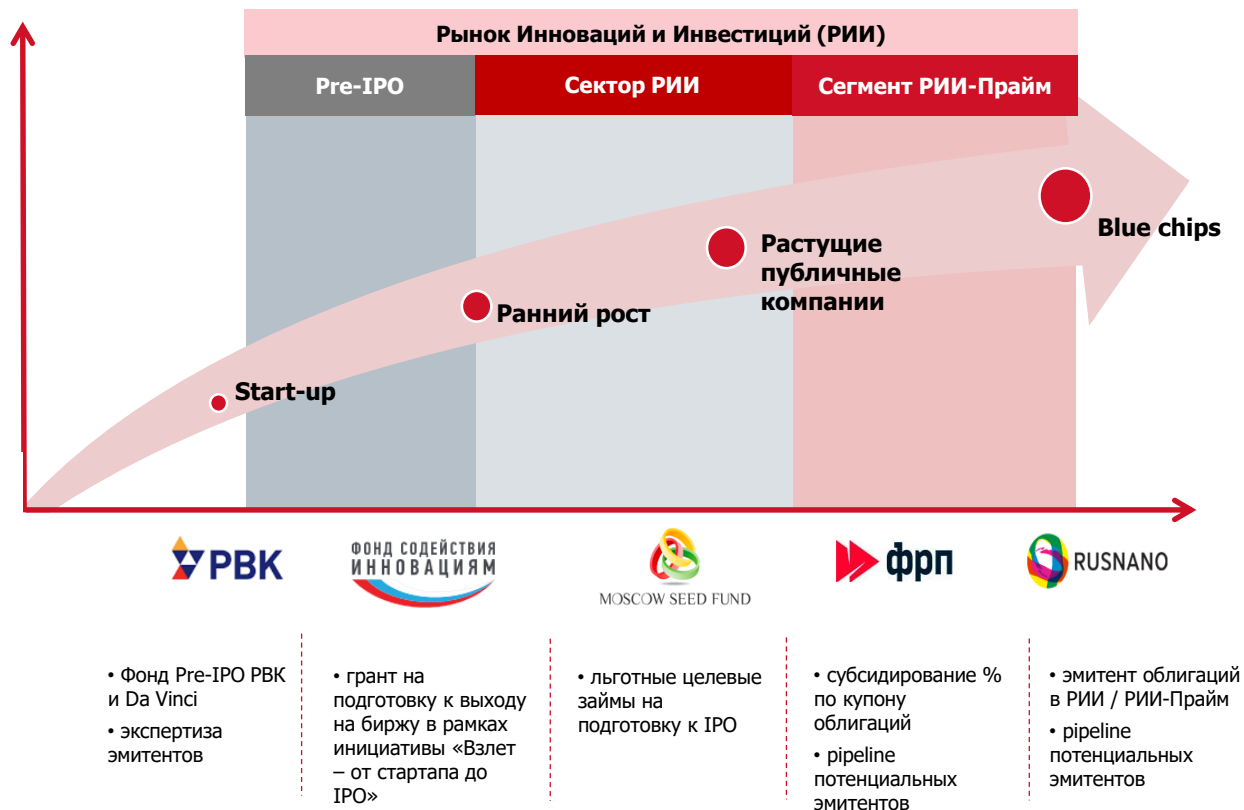 Рынок Инноваций и Инвестиций (РИИ)
Pre-IPO
Сектор РИИ
Сегмент РИИ-Прайм
Blue chips
Растущие
публичные
компании
Ранний рост
Start-up
РВК
ФОНД СОДЕЙСТВИЯ
ИННОВАЦИЯМ
MOSCOW SEED FUND
фрп
RUSNANO
• Фонд Pre-IPO РВК
и Da Vinci
• экспертиза
эмитентов
• грант на
подготовку к выходу
на биржу в рамках
инициативы «Взлет
– от стартапа до
IPO»
• льготные целевые
займы на
подготовку к IPO
• субсидирование %
по купону
облигаций
• pipeline
потенциальных
эмитентов
• эмитент облигаций
в РИИ / РИИ-Прайм
• pipeline
потенциальных
эмитентов